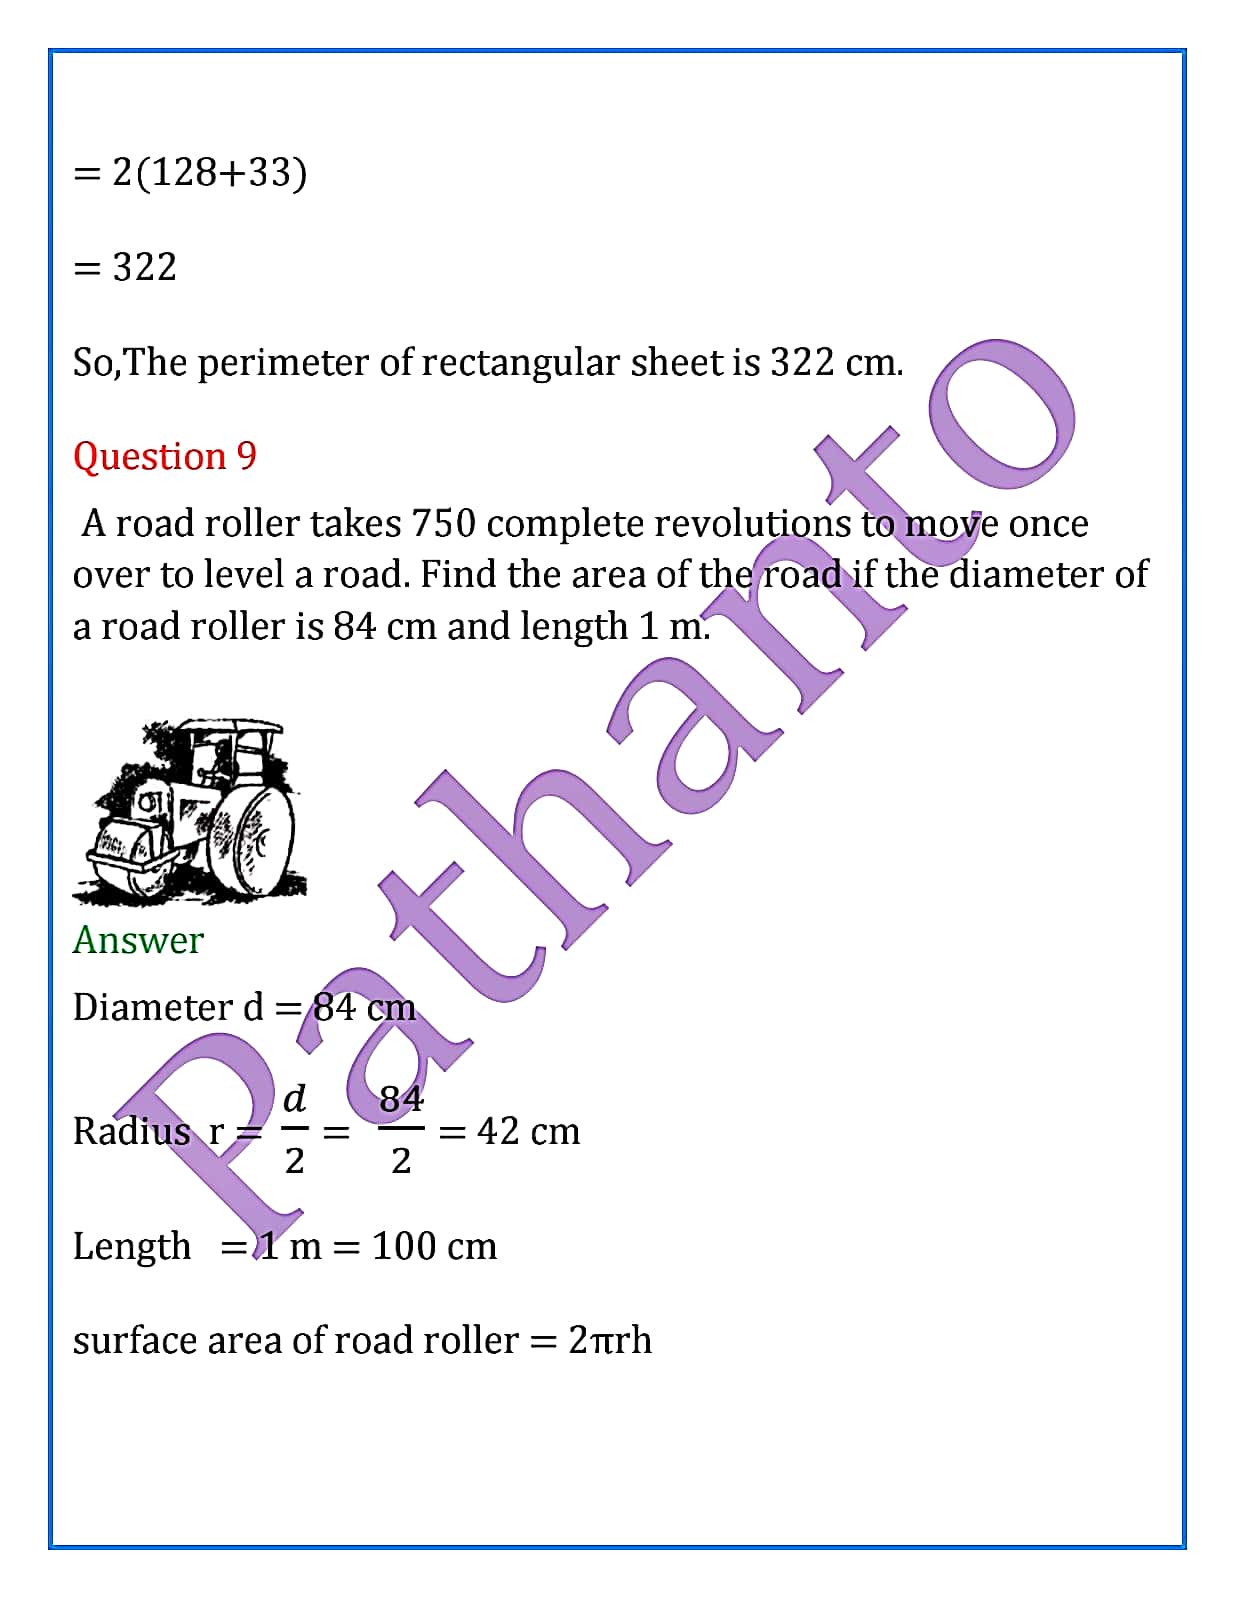 = 2(128+33)
= 322
So,The perimeter of rectangular sheet is 322 cm.
Question 9
A road roller takes 750 complete revolutions to move once
over to level a road. Find the area of the road if the diameter of
a road roller is 84 cm and length 1 m.
Answer
Diameter d = 84 cm
Radius r = d/2 = 84/2 = 42 cm
Length = 1 m = 100 cm
surface area of road roller = 2πrh
Pathanto